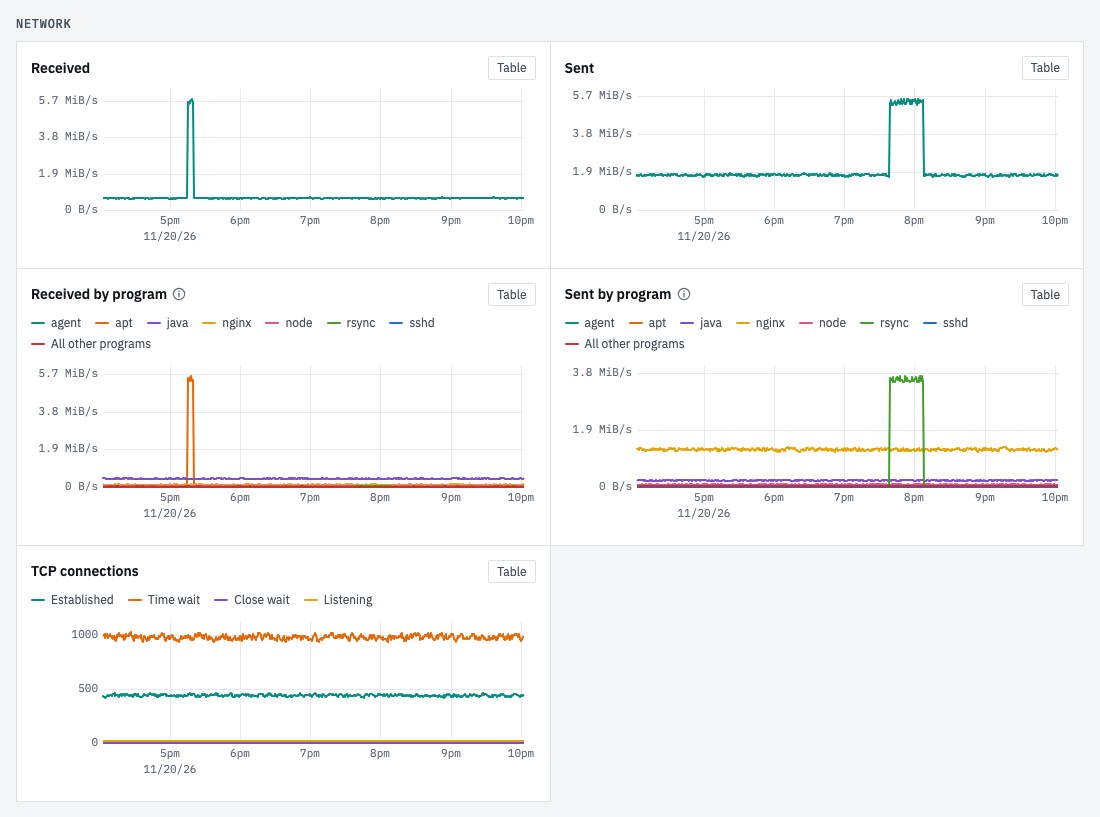 NETWORK
Received
Table
5.7 MiB/s
3.8 MiB/s
1.9 MiB/s
0 B/s
5pm 6pm 7pm 8pm 9pm 10pm
11/20/26
Sent
Table
5.7 MiB/s
3.8 MiB/s
1.9 MiB/s
0 B/s
5pm 6pm 7pm 8pm 9pm 10pm
11/20/26
Received by program
Table
agent apt java nginx node rsync sshd
All other programs
5.7 MiB/s
3.8 MiB/s
1.9 MiB/s
0 B/s
5pm 6pm 7pm 8pm 9pm 10pm
11/20/26
Sent by program
Table
agent apt java nginx node rsync sshd
All other programs
3.8 MiB/s
1.9 MiB/s
0 B/s
5pm 6pm 7pm 8pm 9pm 10pm
11/20/26
TCP connections
Table
Established Time wait Close wait Listening
1000
500
0
5pm 6pm 7pm 8pm 9pm 10pm
11/20/26